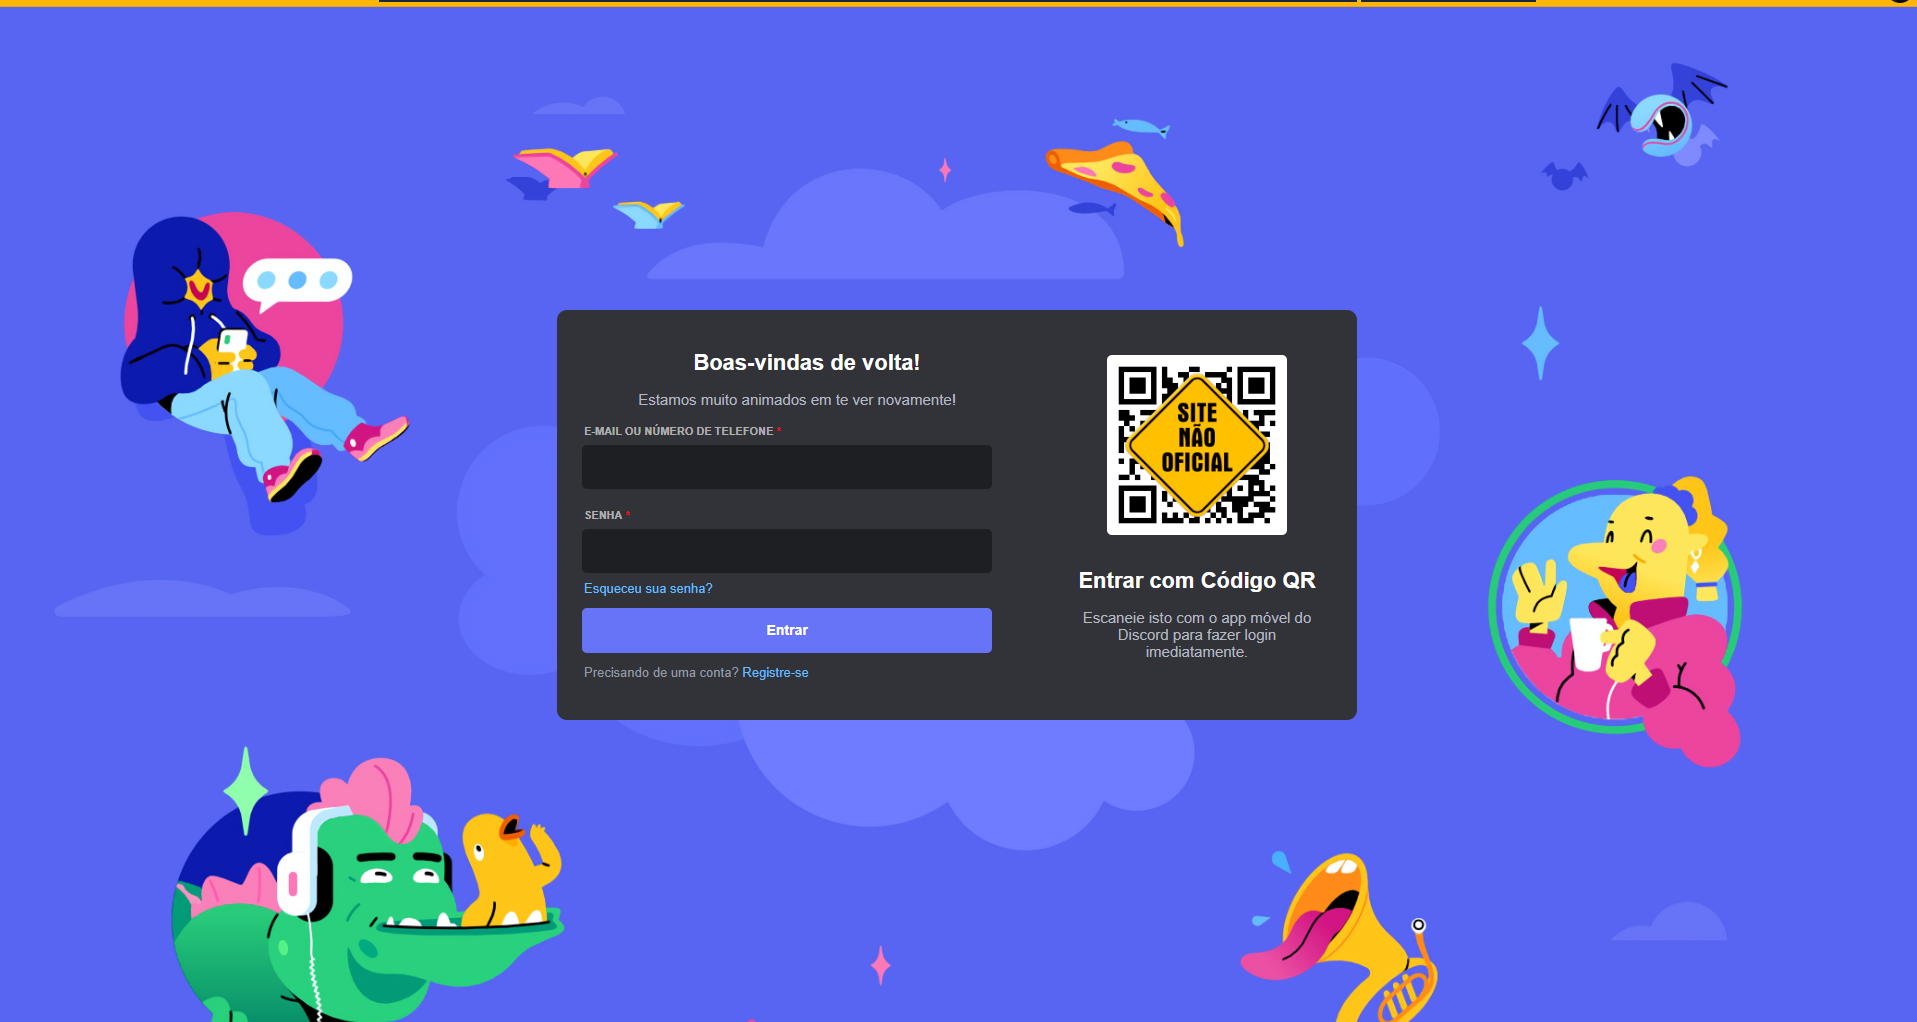 Boas-vindas de volta!
Estamos muito animados em te ver novamente!
E-MAIL OU NÚMERO DE TELEFONE *
SENHA *
Esqueceu sua senha?
Entrar
Precisando de uma conta? Registre-se
SITE
NÃO
OFICIAL
Entrar com Código QR
Escaneie isto com o app móvel do
Discord para fazer login
imediatamente.